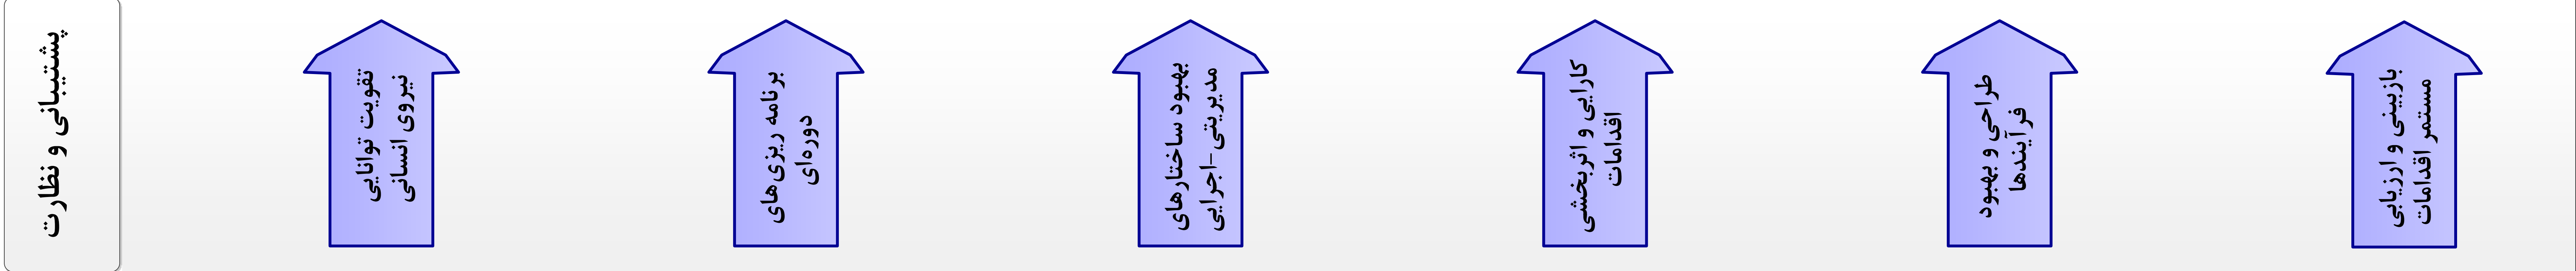 پشتیبانی و نظارت
تقویت توانایی
نیروی انسانی
برنامه ریزی‌های
دوره‌ای
بهبود ساختارهای
مدیریتی -اجرایی
کارایی و اثربخشی
اقدامات
طراحی و بهبود
فرآیندها
بازبینی و ارزیابی
مستمر اقدامات